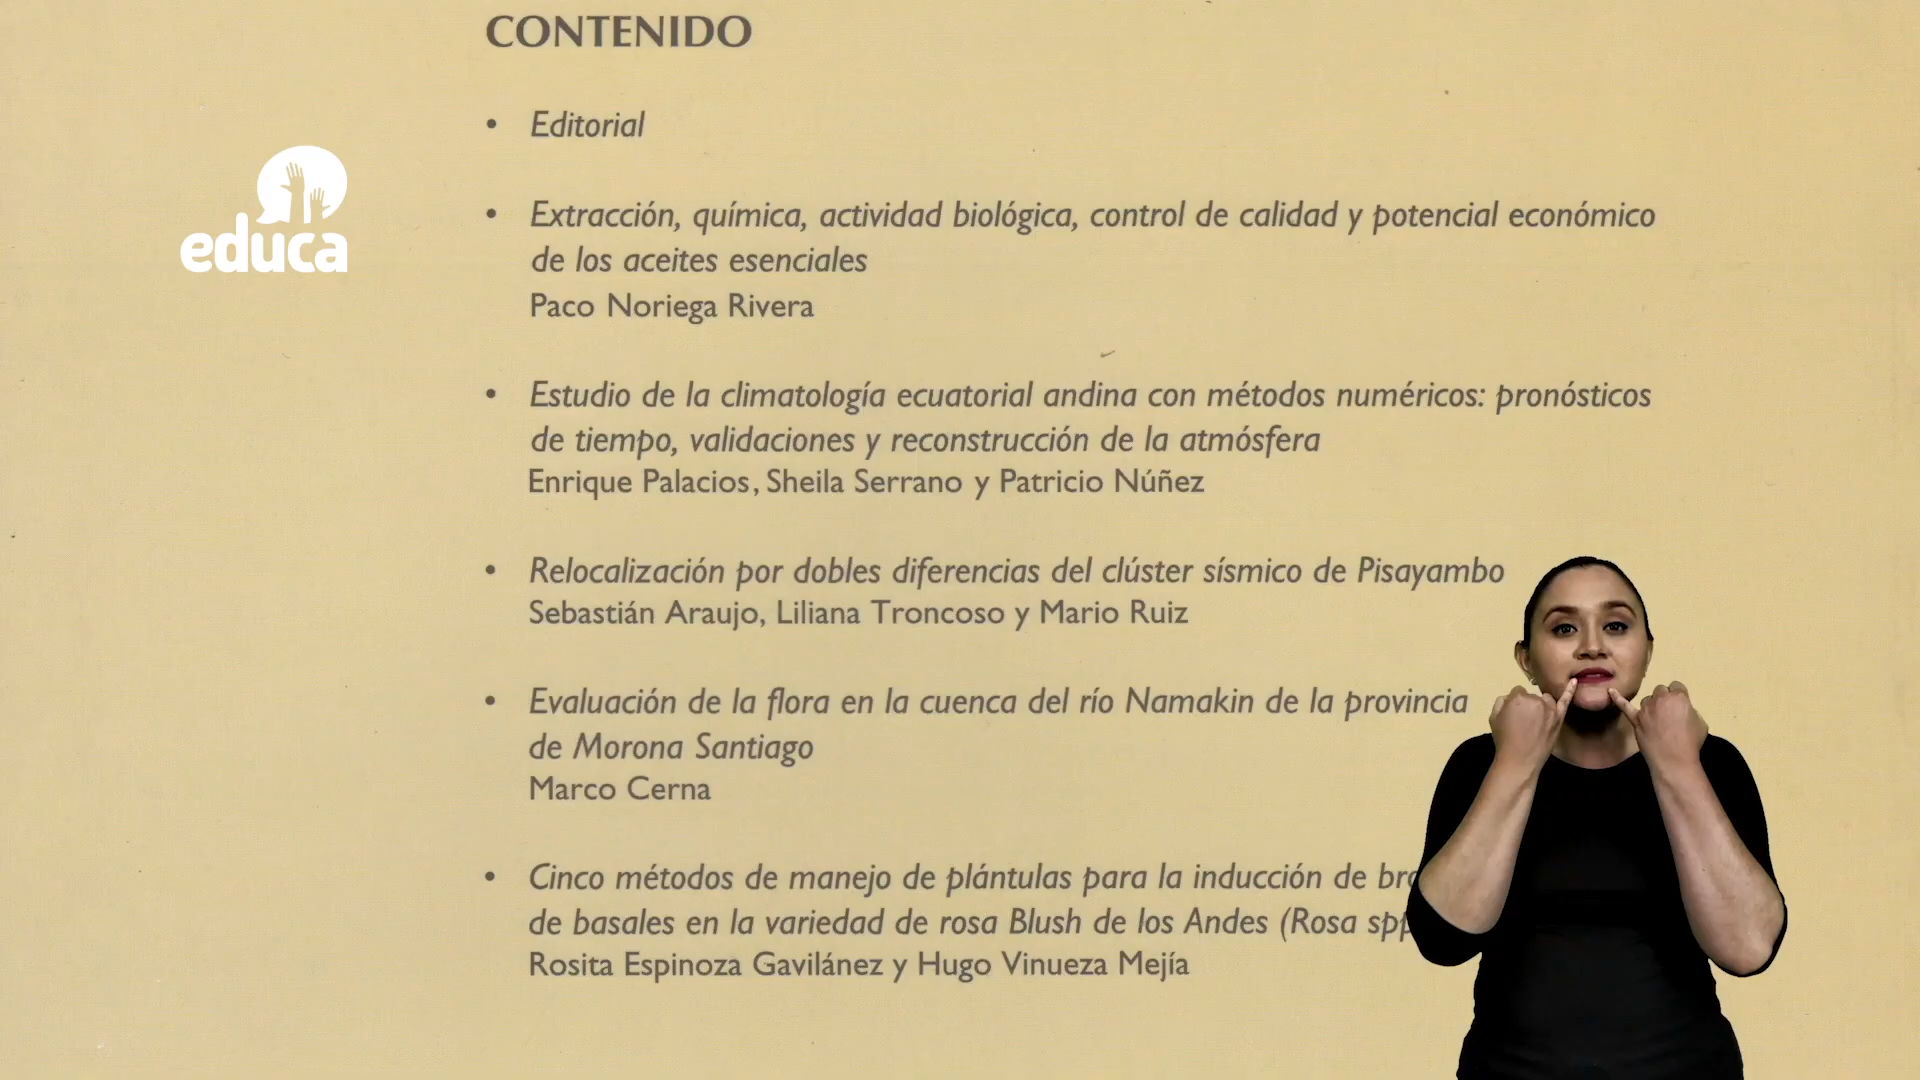 CONTENIDO
• Editorial
educa
• Extracción, química, actividad biológica, control de calidad y potencial económico
de los aceites esenciales
Paco Noriega Rivera
• Estudio de la climatología ecuatorial andina con métodos numéricos: pronósticos
de tiempo, validaciones y reconstrucción de la atmósfera
Enrique Palacios, Sheila Serrano y Patricio Núñez
• Relocalización por dobles diferencias del clúster sísmico de Pisayambo
Sebastián Araujo, Liliana Troncoso y Mario Ruiz
• Evaluación de la flora en la cuenca del río Namakin de la provincia
de Morona Santiago
Marco Cerna
• Cinco métodos de manejo de plántulas para la inducción de
de basales en la variedad de rosa Blush de los Andes (Rosa
Rosita Espinoza Gavilánez y Hugo Vinueza Mejía